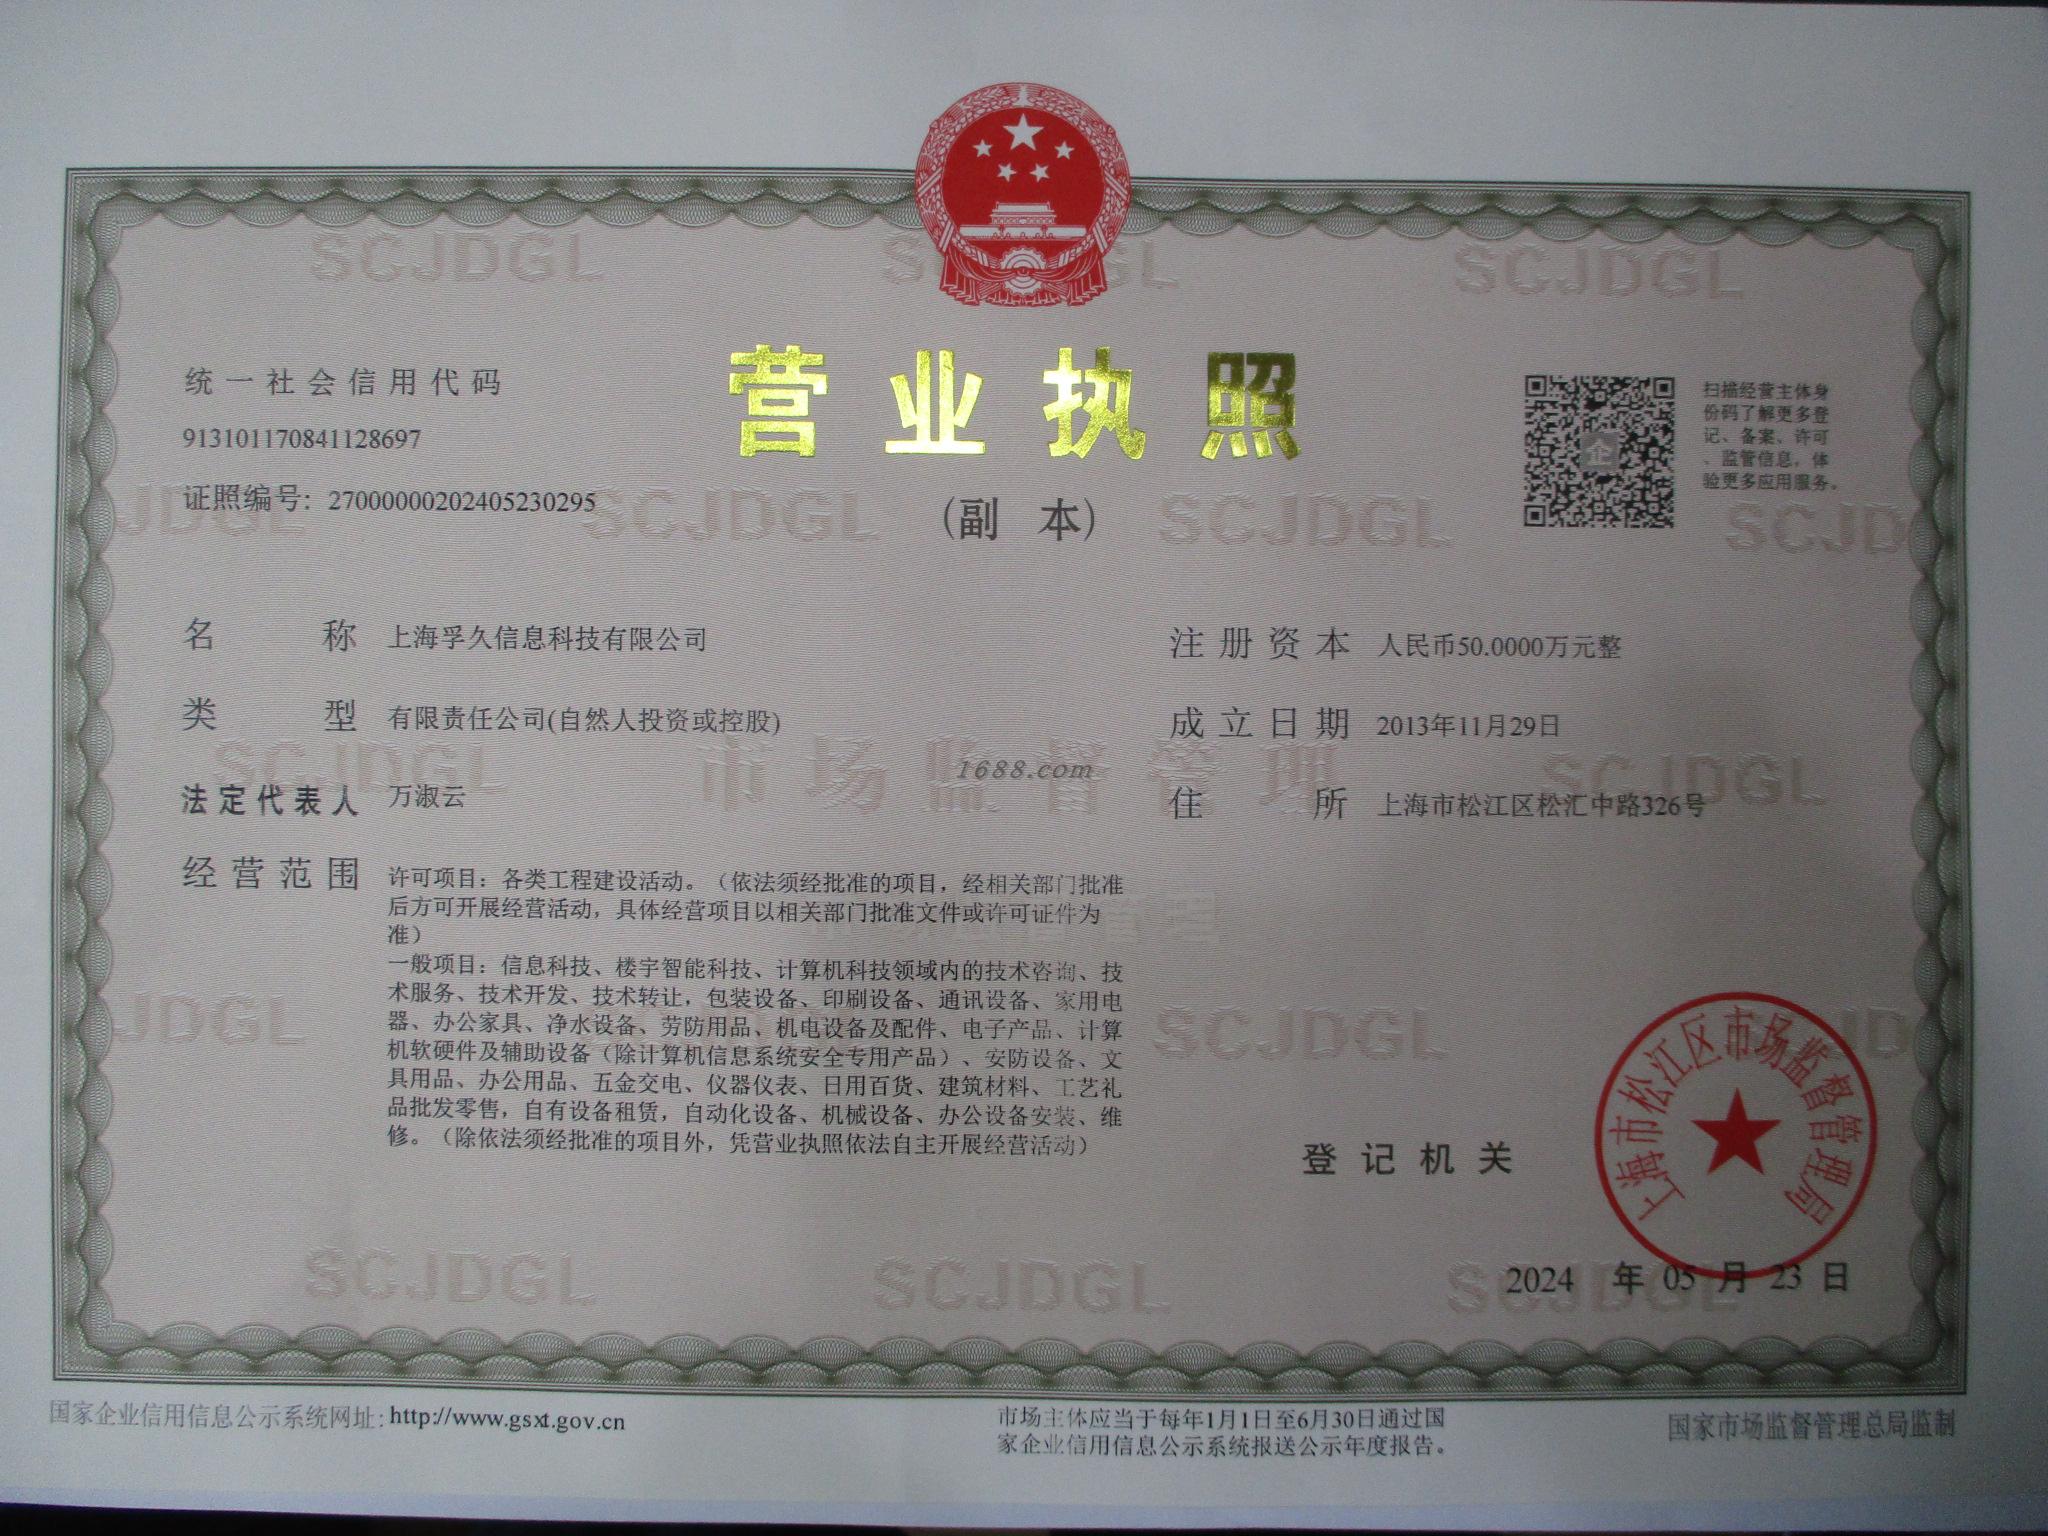 营业执照
(副 本)
统一社会信用代码
913101170841128697
证照编号：27000000202405230295
扫描经营主体身
份码了解更多登
记、备案、许可
、监管信息，体
验更多应用服务。
名 称 上海孚久信息科技有限公司
类 型 有限责任公司(自然人投资或控股)
法定代表人 万淑云
经营范围 许可项目：各类工程建设活动。（依法须经批准的项目，经相关部门批准
后方可开展经营活动，具体经营项目以相关部门批准文件或许可证件为
准）
一般项目：信息科技、楼宇智能科技、计算机科技领域内的技术咨询、技
术服务、技术开发、技术转让，包装设备、印刷设备、通讯设备、家用电
器、办公家具、净水设备、劳防用品、机电设备及配件、电子产品、计算
机软硬件及辅助设备（除计算机信息系统安全专用产品）、安防设备、文
具用品、办公用品、五金交电、仪器仪表、日用百货、建筑材料、工艺礼
品批发零售，自有设备租赁，自动化设备、机械设备、办公设备安装、维
修。（除依法须经批准的项目外，凭营业执照依法自主开展经营活动）
注册资本 人民币50.0000万元整
成立日期 2013年11月29日
住 所 上海市松江区松汇中路326号
1688.com
市场监督管理
SCJDGL
登记机关
上海市松江区市场监督管理局
2024 年 05 月 23 日
国家企业信用信息公示系统网址：http://www.gsxt.gov.cn
市场主体应当于每年1月1日至6月30日通过国
家企业信用信息公示系统报送公示年度报告。
国家市场监督管理总局监制